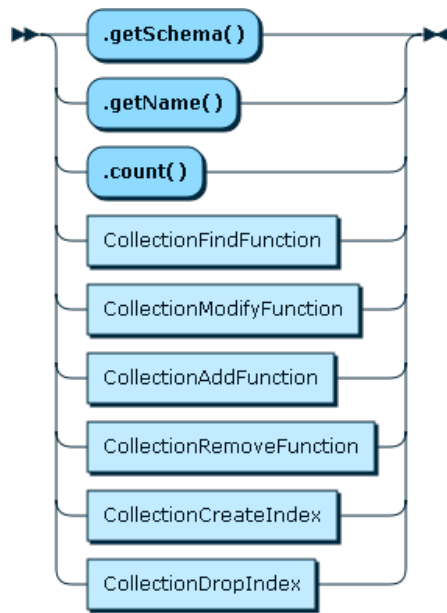 .getSchema()
.getName()
.count()
CollectionFindFunction
CollectionModifyFunction
CollectionAddFunction
CollectionRemoveFunction
CollectionCreateIndex
CollectionDropIndex